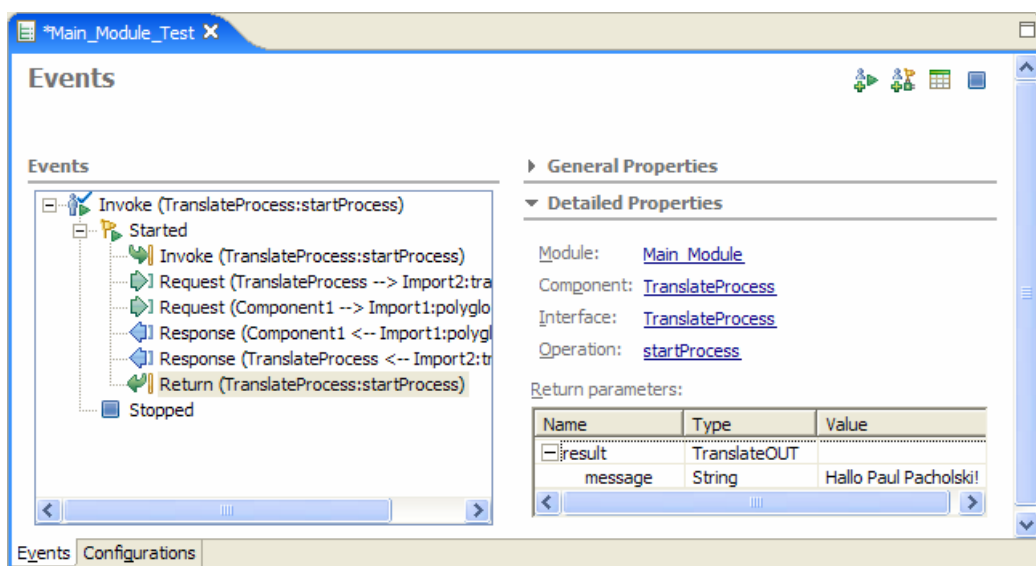 *Main_Module_Test
Events
Events
Invoke (TranslateProcess:startProcess)
Started
Invoke (TranslateProcess:startProcess)
Request (TranslateProcess --> Import2:tra
Request (Component1 --> Import1:polyglo
Response (Component1 <-- Import1:polygl
Response (TranslateProcess <-- Import2:tr
Return (TranslateProcess:startProcess)
Stopped
General Properties
Detailed Properties
Module: Main_Module
Component: TranslateProcess
Interface: TranslateProcess
Operation: startProcess
Return parameters:
Name Type Value
result TranslateOUT
message String Hallo Paul Pacholski!
Events Configurations